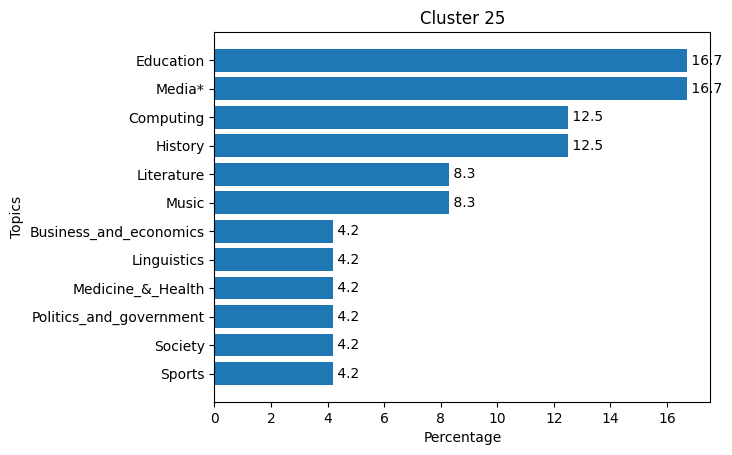 Cluster 25
Topics
Education 16.7
Media* 16.7
Computing 12.5
History 12.5
Literature 8.3
Music 8.3
Business_and_economics 4.2
Linguistics 4.2
Medicine_&_Health 4.2
Politics_and_government 4.2
Society 4.2
Sports 4.2
0 2 4 6 8 10 12 14 16
Percentage